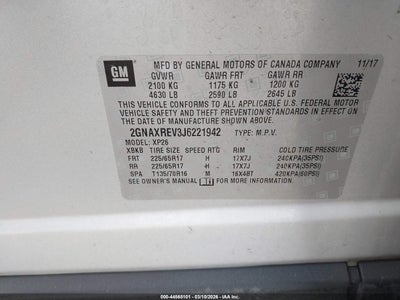 GM
MFD BY GENERAL MOTORS OF CANADA COMPANY 11/17
GVWR GAWR FRT GAWR RR
2100 KG 1175 KG 1200 KG
4630 LB 2590 LB 2645 LB
THIS VEHICLE CONFORMS TO ALL APPLICABLE U.S. FEDERAL
MOTOR VEHICLE SAFETY AND THEFT PREVENTION STANDARDS IN EFFECT
ON THE DATE OF MANUFACTURE SHOWN ABOVE.
2GNAXREV3J6221942 TYPE: M.P.V.
MODEL: XP26
XBKB TIRE SIZE SPEED RTG RIM COLD TIRE PRESSURE
FRT 225/65R17 H 17X7J 240KPA(35PSI)
RR 225/65R17 H 17X7J 240KPA(35PSI)
SPA T135/70R16 M 16X4BT 420KPA(60PSI)
SEE OWNER'S MANUAL FOR ADDITIONAL INFORMATION
000-44565101 - 03/10/2026 - IAA Inc.